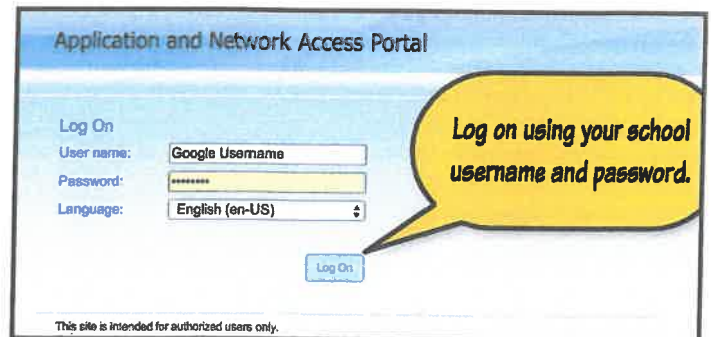 Application and Network Access Portal
Log On
User name: Google Username
Password: ********
Language: English (en-US)
Log On
Log on using your school
username and password.
This site is intended for authorized users only.